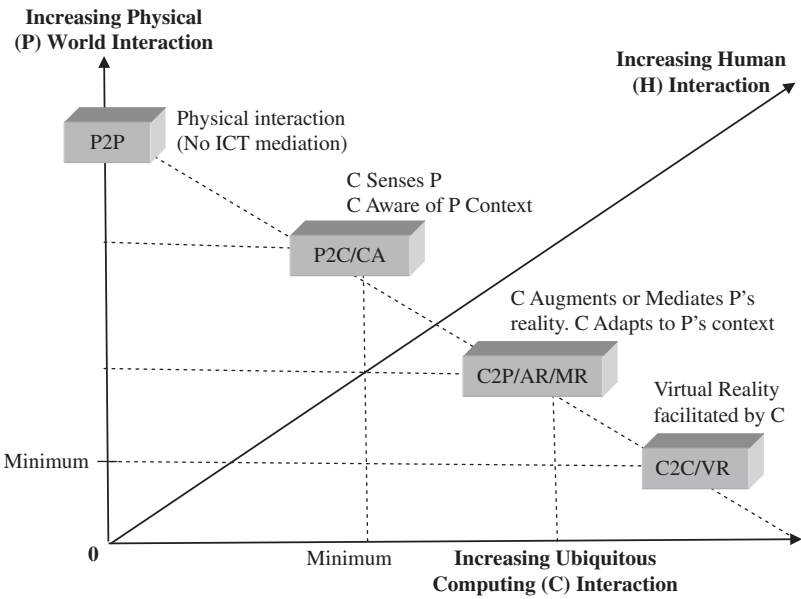 Increasing Physical
(P) World Interaction
Increasing Human
(H) Interaction
P2P
Physical interaction
(No ICT mediation)
C Senses P
C Aware of P Context
P2C/CA
C Augments or Mediates P's
reality. C Adapts to P's context
C2P/AR/MR
Virtual Reality
facilitated by C
C2C/VR
Minimum
0
Minimum
Increasing Ubiquitous
Computing (C) Interaction